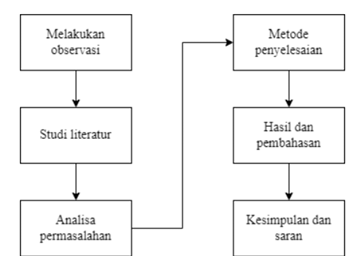 Melakukan
observasi
Studi literatur
Analisa
permasalahan
Metode
penyelesaian
Hasil dan
pembahasan
Kesimpulan dan
saran